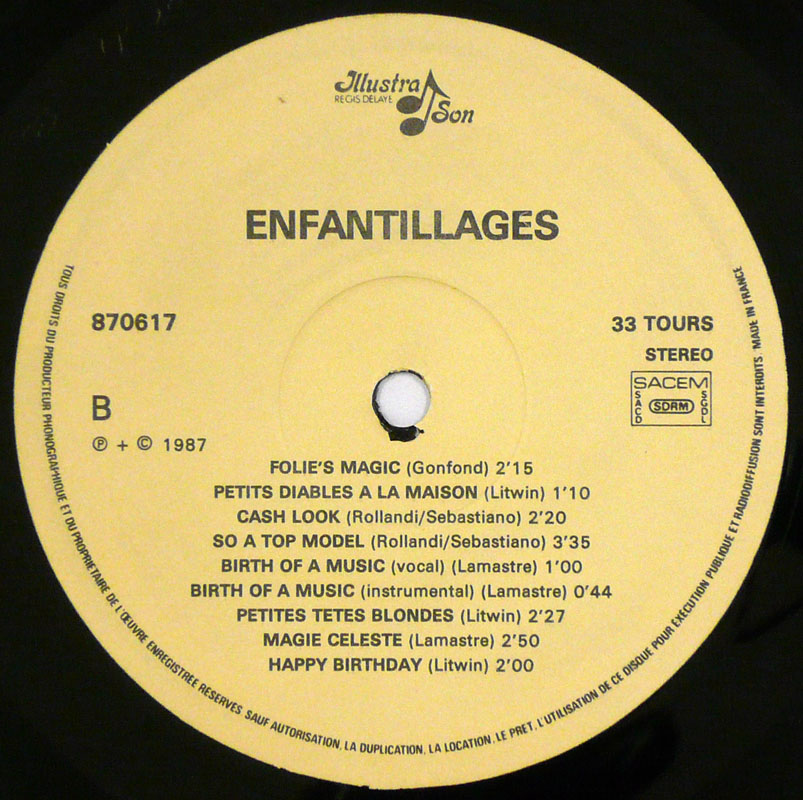 Illustra
REGIS DELAYE
Son
ENFANTILLAGES
870617
33 TOURS
STEREO
SACEM
SACD
SDRM
SGDL
B
℗ + © 1987
FOLIE'S MAGIC (Gonfond) 2'15
PETITS DIABLES A LA MAISON (Litwin) 1'10
CASH LOOK (Rollandi/Sebastiano) 2'20
SO A TOP MODEL (Rollandi/Sebastiano) 3'35
BIRTH OF A MUSIC (vocal) (Lamastre) 1'00
BIRTH OF A MUSIC (instrumental) (Lamastre) 0'44
PETITES TETES BLONDES (Litwin) 2'27
MAGIE CELESTE (Lamastre) 2'50
HAPPY BIRTHDAY (Litwin) 2'00
TOUS DROITS DU PRODUCTEUR PHONOGRAPHIQUE ET DU PROPRIETAIRE DE L'ŒUVRE ENREGISTREE RESERVES SAUF AUTORISATION, LA DUPLICATION, LA LOCATION, LE PRET, L'UTILISATION DE CE DISQUE POUR EXECUTION PUBLIQUE ET RADIODIFFUSION SONT INTERDITS MADE IN FRANCE